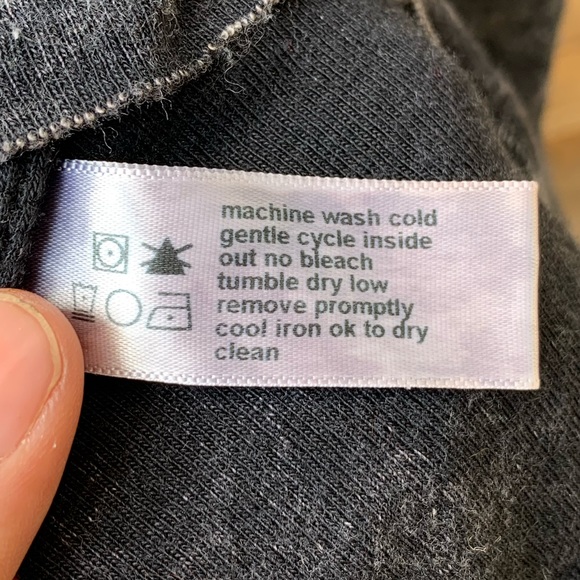 machine wash cold
gentle cycle inside
out no bleach
tumble dry low
remove promptly
cool iron ok to dry
clean